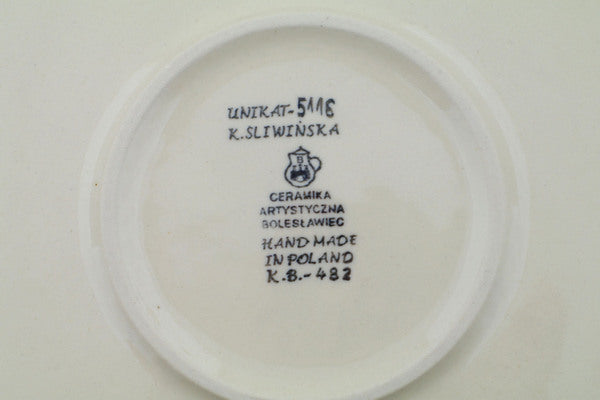 UNIKAT-5118
K. SLIWIŃSKA
B
CERAMIKA
ARTYSTYCZNA
BOLESŁAWIEC
HAND MADE
IN POLAND
K.B.-482